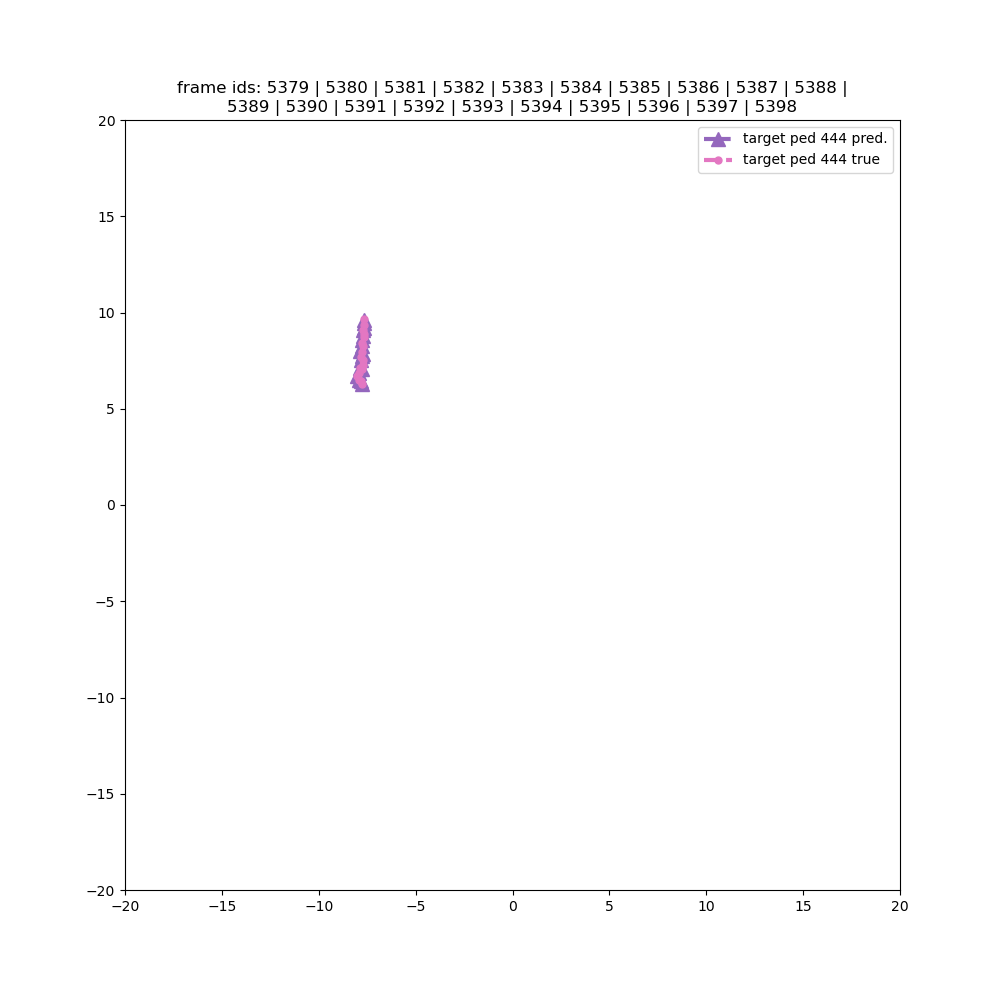 frame ids: 5379 | 5380 | 5381 | 5382 | 5383 | 5384 | 5385 | 5386 | 5387 | 5388 |
5389 | 5390 | 5391 | 5392 | 5393 | 5394 | 5395 | 5396 | 5397 | 5398
target ped 444 pred.
target ped 444 true
20
15
10
5
0
−5
−10
−15
−20
−20 −15 −10 −5 0 5 10 15 20